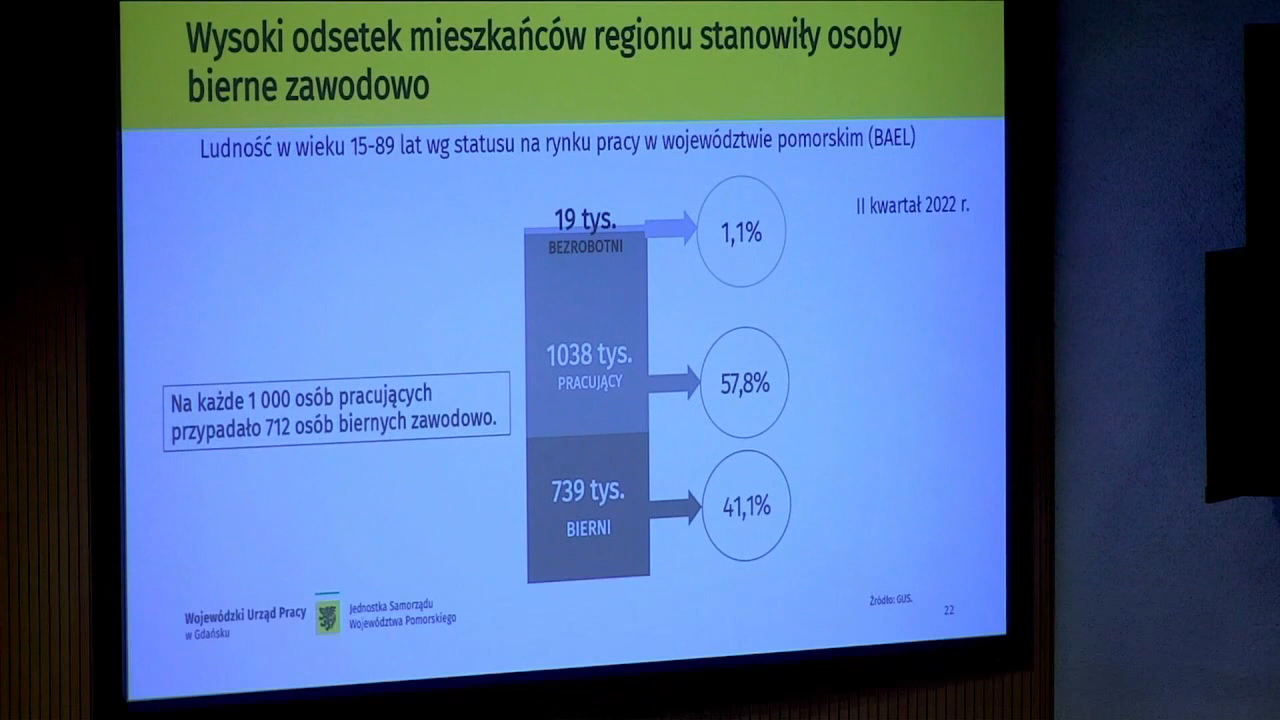 Wysoki odsetek mieszkańców regionu stanowiły osoby
bierne zawodowo
Ludność w wieku 15-89 lat wg statusu na rynku pracy w województwie pomorskim (BAEL)
II kwartał 2022 r.
19 tys.
BEZROBOTNI
1,1%
1038 tys.
PRACUJĄCY
57,8%
Na każde 1 000 osób pracujących
przypadało 712 osób biernych zawodowo.
739 tys.
BIERNI
41,1%
Wojewódzki Urząd Pracy
w Gdańsku
Jednostka Samorządu
Województwa Pomorskiego
Źródło: GUS.
22